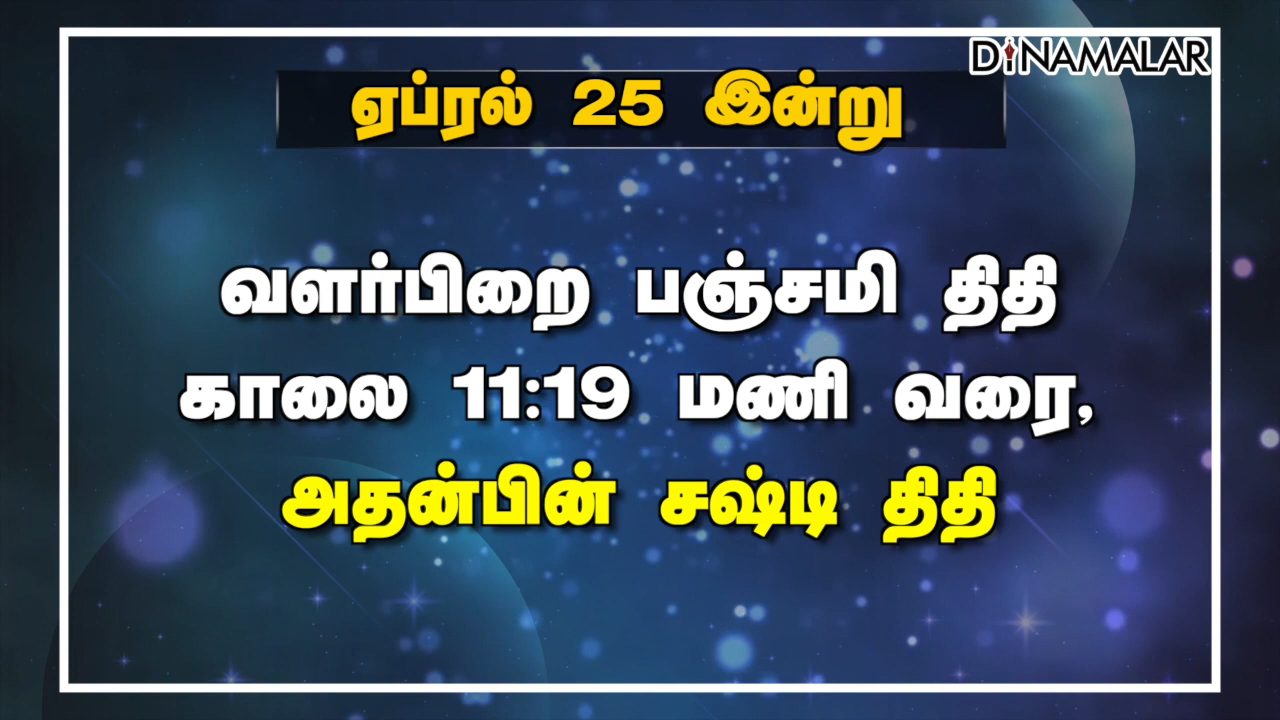 DINAMALAR
ஏப்ரல் 25 இன்று
வளர்பிறை பஞ்சமி திதி
காலை 11:19 மணி வரை,
அதன்பின் சஷ்டி திதி